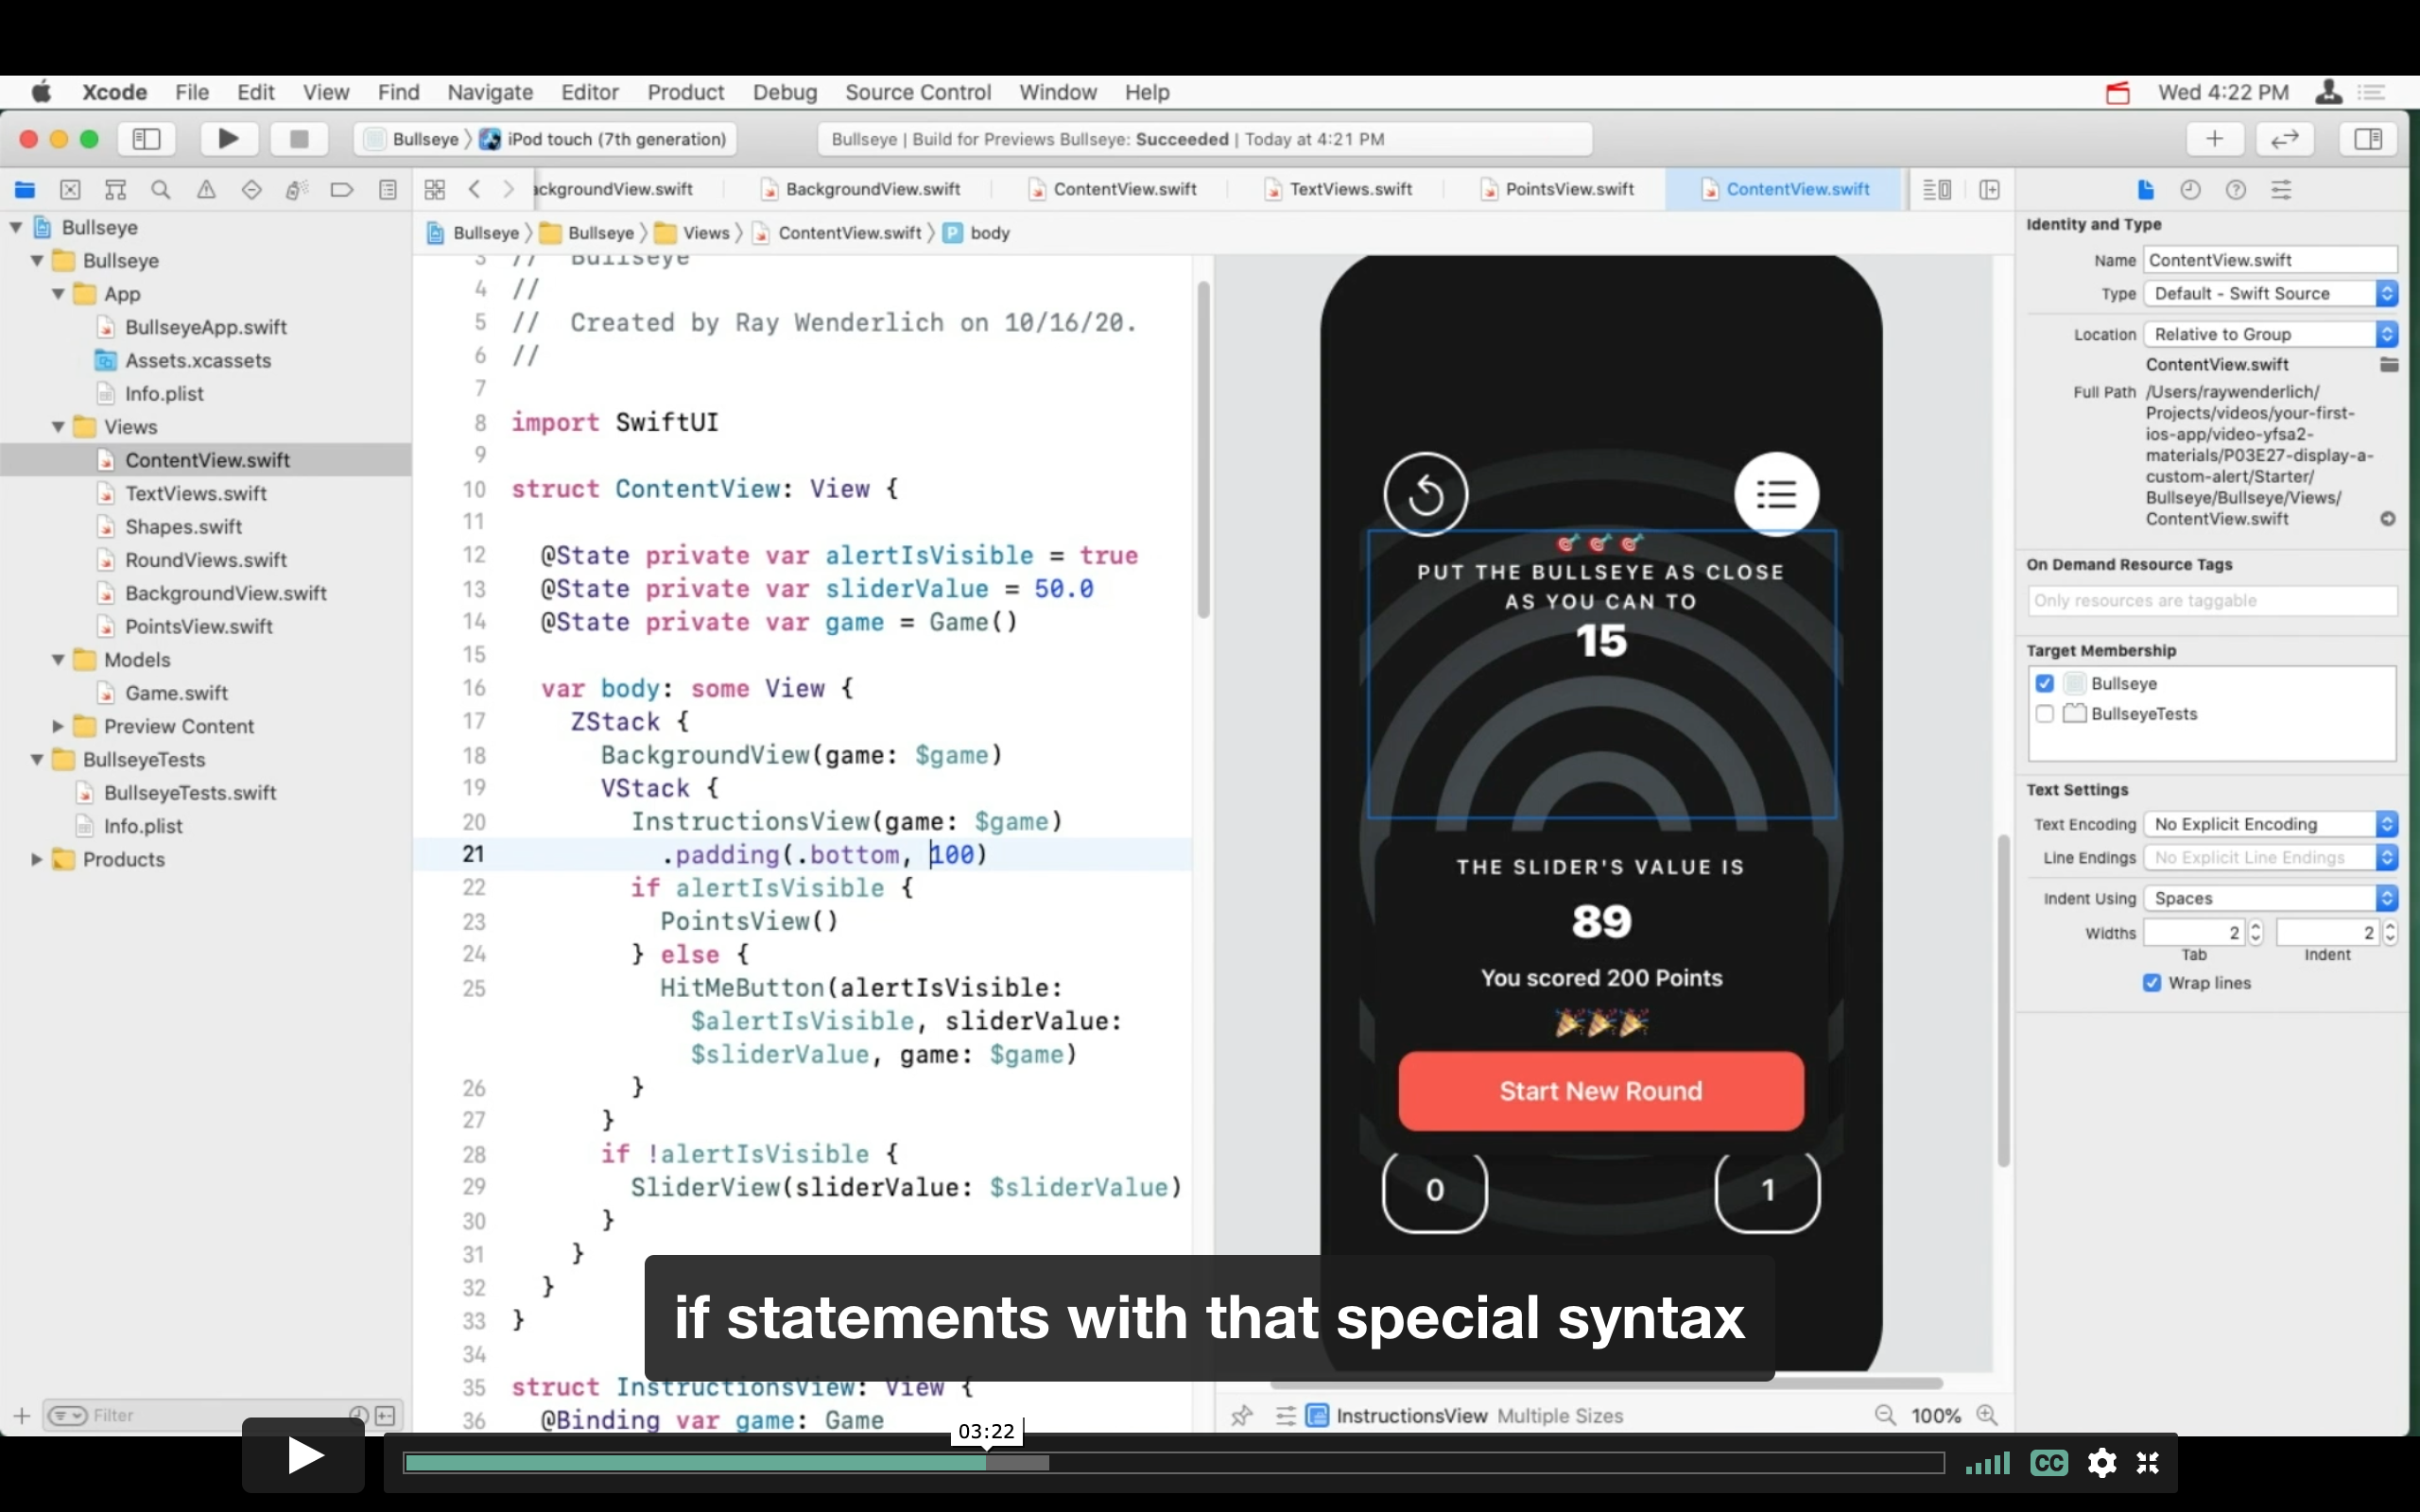 Xcode File Edit View Find Navigate Editor Product Debug Source Control Window Help Wed 4:22 PM
Bullseye iPod touch (7th generation) Bullseye | Build for Previews Bullseye: Succeeded | Today at 4:21 PM
ackgroundView.swift BackgroundView.swift ContentView.swift TextViews.swift PointsView.swift ContentView.swift
Bullseye Bullseye Views ContentView.swift P body
Bullseye
Bullseye
App
BullseyeApp.swift
Assets.xcassets
Info.plist
Views
ContentView.swift
TextViews.swift
Shapes.swift
RoundViews.swift
BackgroundView.swift
PointsView.swift
Models
Game.swift
Preview Content
BullseyeTests
BullseyeTests.swift
Info.plist
Products
Filter
3 // Bullseye
4 //
5 // Created by Ray Wenderlich on 10/16/20.
6 //
7
8 import SwiftUI
9
10 struct ContentView: View {
11
12 @State private var alertIsVisible = true
13 @State private var sliderValue = 50.0
14 @State private var game = Game()
15
16 var body: some View {
17 ZStack {
18 BackgroundView(game: $game)
19 VStack {
20 InstructionsView(game: $game)
21 .padding(.bottom, 100)
22 if alertIsVisible {
23 PointsView()
24 } else {
25 HitMeButton(alertIsVisible:
$alertIsVisible, sliderValue:
$sliderValue, game: $game)
26 }
27 }
28 if !alertIsVisible {
29 SliderView(sliderValue: $sliderValue)
30 }
31 }
32 }
33 }
34
35 struct InstructionsView: View {
36 @Binding var game: Game
PUT THE BULLSEYE AS CLOSE
AS YOU CAN TO
15
THE SLIDER'S VALUE IS
89
You scored 200 Points
Start New Round
0 1
InstructionsView Multiple Sizes 100%
Identity and Type
Name ContentView.swift
Type Default - Swift Source
Location Relative to Group
ContentView.swift
Full Path /Users/raywenderlich/
Projects/videos/your-first-
ios-app/video-yfsa2-
materials/P03E27-display-a-
custom-alert/Starter/
Bullseye/Bullseye/Views/
ContentView.swift
On Demand Resource Tags
Only resources are taggable
Target Membership
Bullseye
BullseyeTests
Text Settings
Text Encoding No Explicit Encoding
Line Endings No Explicit Line Endings
Indent Using Spaces
Widths 2 2
Tab Indent
Wrap lines
if statements with that special syntax
03:22
CC